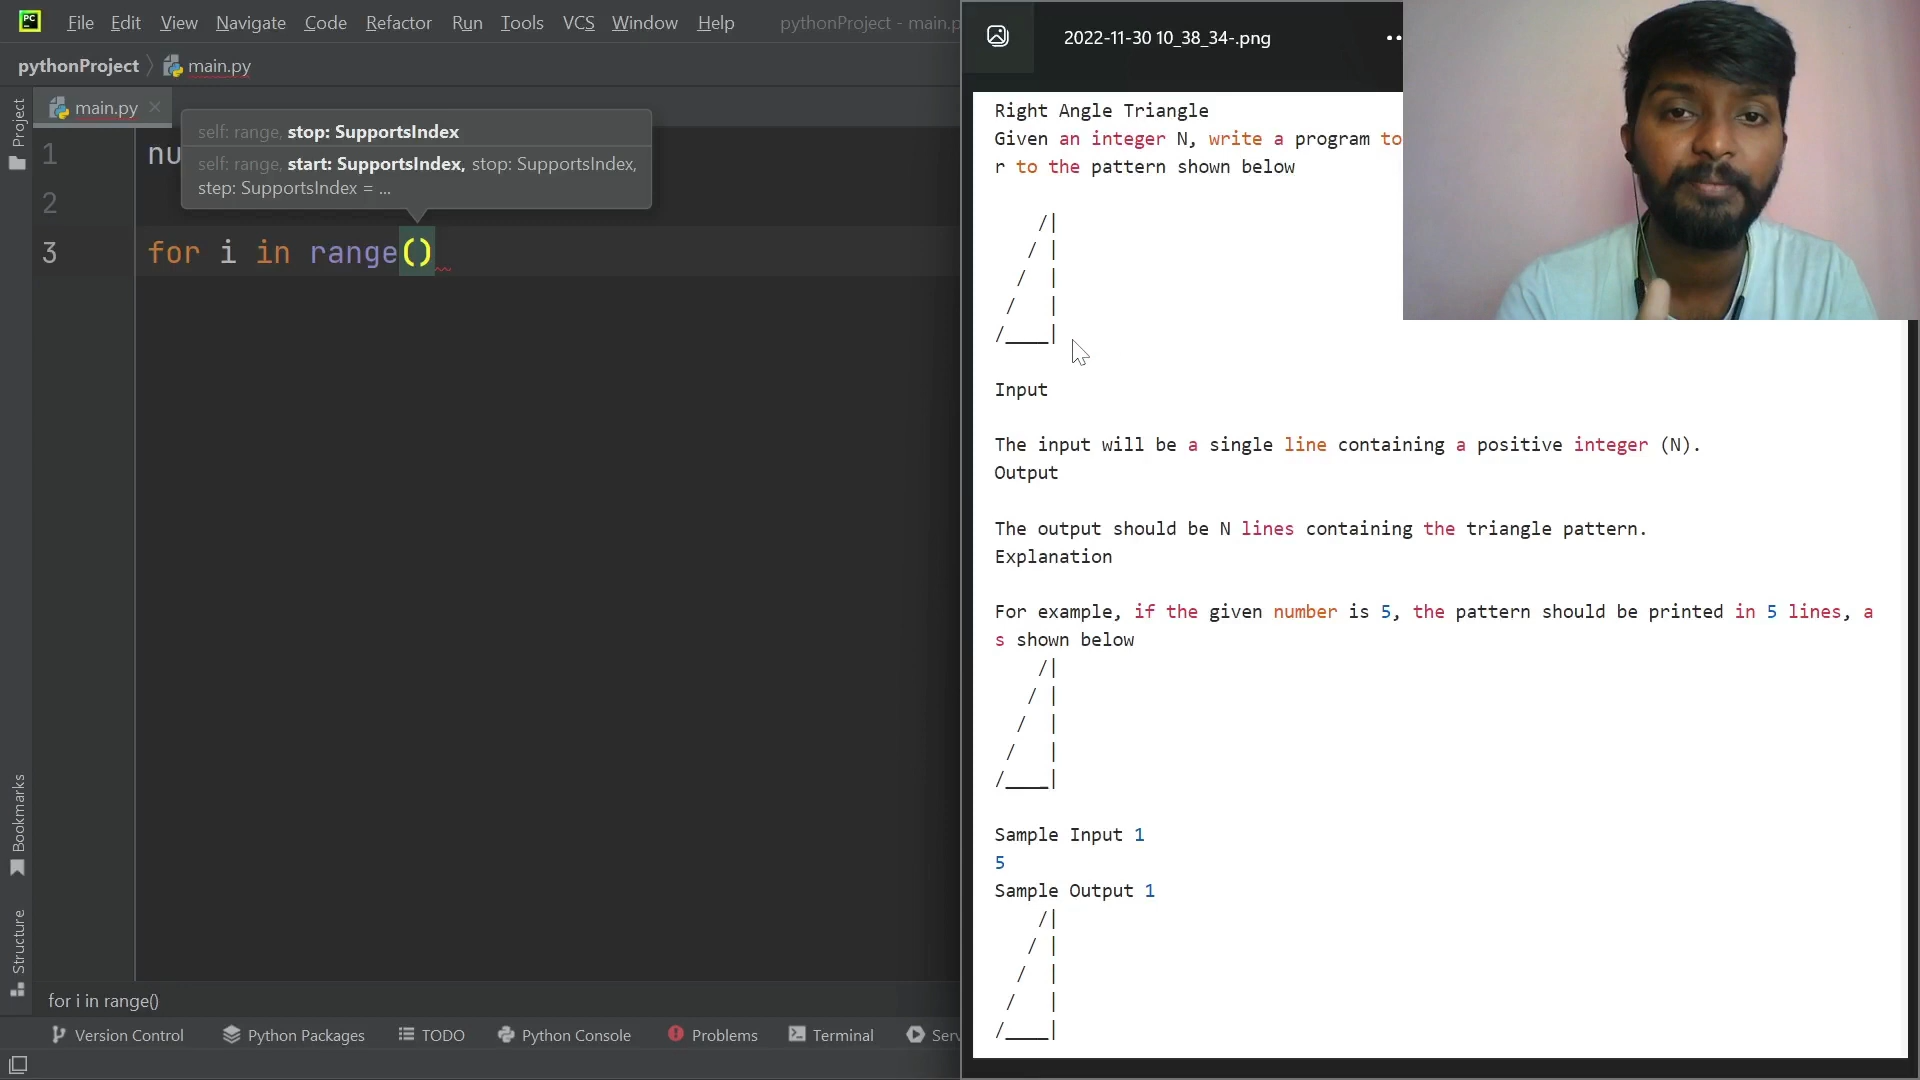 PC File Edit View Navigate Code Refactor Run Tools VCS Window Help pythonProject - main.p
pythonProject main.py
main.py
Project
self: range, stop: SupportsIndex
self: range, start: SupportsIndex, stop: SupportsIndex,
step: SupportsIndex = ...
1 nu
2
3 for i in range()
Bookmarks
Structure
for i in range()
Version Control Python Packages TODO Python Console Problems Terminal Serv
2022-11-30 10_38_34-.png
Right Angle Triangle
Given an integer N, write a program to
r to the pattern shown below
    /|
   / |
  /  |
 /   |
/____|
Input
The input will be a single line containing a positive integer (N).
Output
The output should be N lines containing the triangle pattern.
Explanation
For example, if the given number is 5, the pattern should be printed in 5 lines, a
s shown below
    /|
   / |
  /  |
 /   |
/____|
Sample Input 1
5
Sample Output 1
    /|
   / |
  /  |
 /   |
/____|